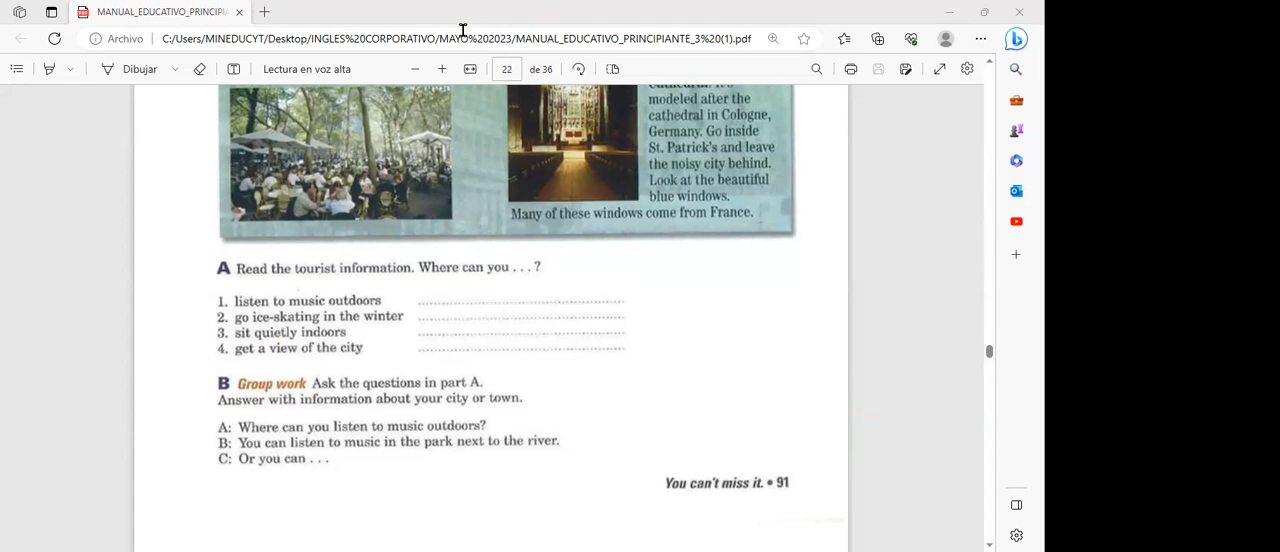 MANUAL_EDUCATIVO_PRINCIPIA
Archivo
C:/Users/MINEDUCYT/Desktop/INGLES%20CORPORATIVO/MAYO%202023/MANUAL_EDUCATIVO_PRINCIPIANTE_3%20(1).pdf
Dibujar
Lectura en voz alta
22
de 36
modeled after the
cathedral in Cologne,
Germany. Go inside
St. Patrick's and leave
the noisy city behind.
Look at the beautiful
blue windows.
Many of these windows come from France.
A Read the tourist information. Where can you . . . ?
1. listen to music outdoors
2. go ice-skating in the winter
3. sit quietly indoors
4. get a view of the city
B Group work Ask the questions in part A.
Answer with information about your city or town.
A: Where can you listen to music outdoors?
B: You can listen to music in the park next to the river.
C: Or you can . . .
You can't miss it. • 91